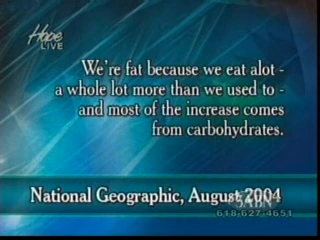 Hope
LIVE
We're fat because we eat alot -
a whole lot more than we used to -
and most of the increase comes
from carbohydrates.
National Geographic, August 2004
3ABN
618-627-4651